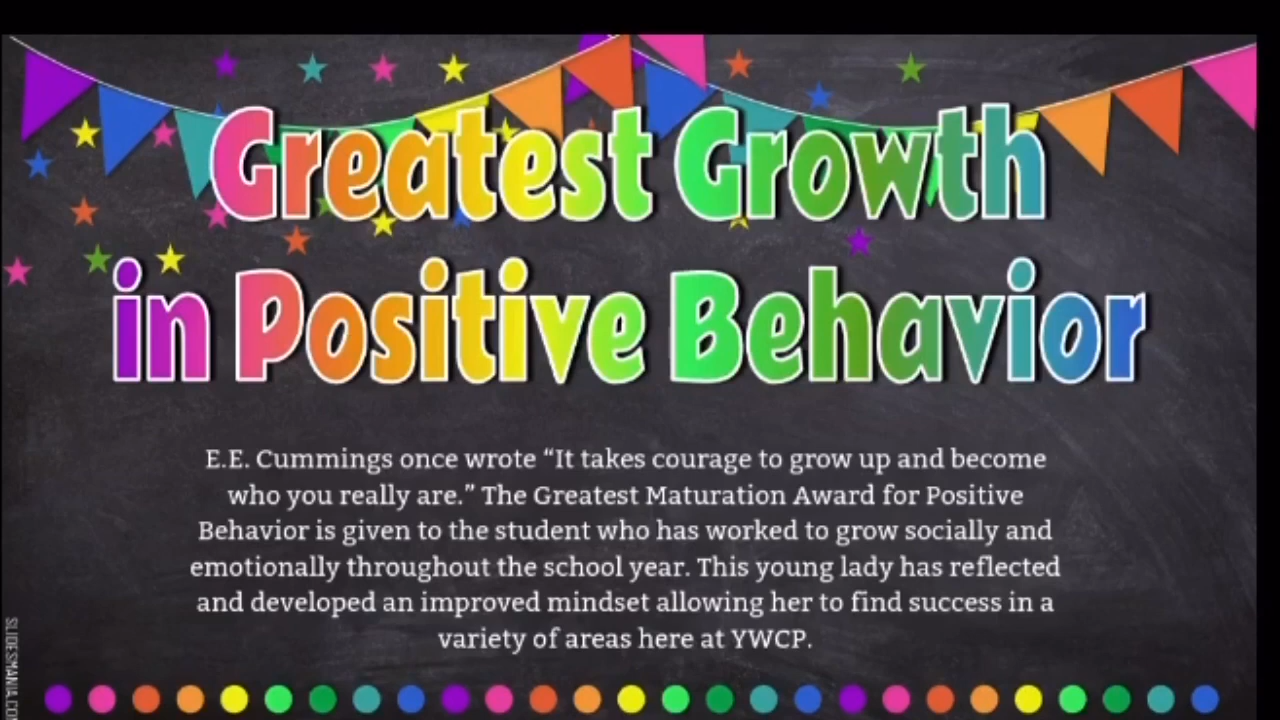 Greatest Growth
in Positive Behavior
E.E. Cummings once wrote “It takes courage to grow up and become
who you really are.” The Greatest Maturation Award for Positive
Behavior is given to the student who has worked to grow socially and
emotionally throughout the school year. This young lady has reflected
and developed an improved mindset allowing her to find success in a
variety of areas here at YWCP.
SLIDESMANIA.COM